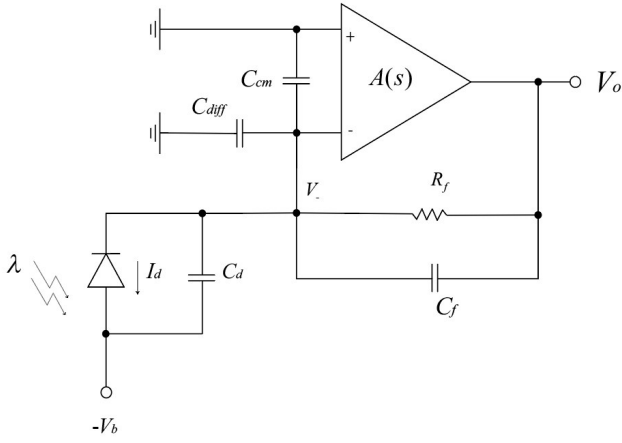 +
C_cm
A(s)
V_o
C_diff
-
V_-
R_f
λ
I_d
C_d
C_f
-V_b